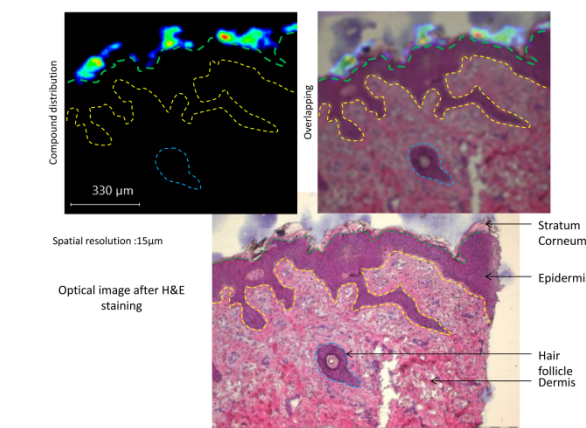 Compound distribution
Overlapping
330 µm
Spatial resolution :15µm
Optical image after H&E
staining
Stratum
Corneum
Epidermi
Hair
follicle
Dermis